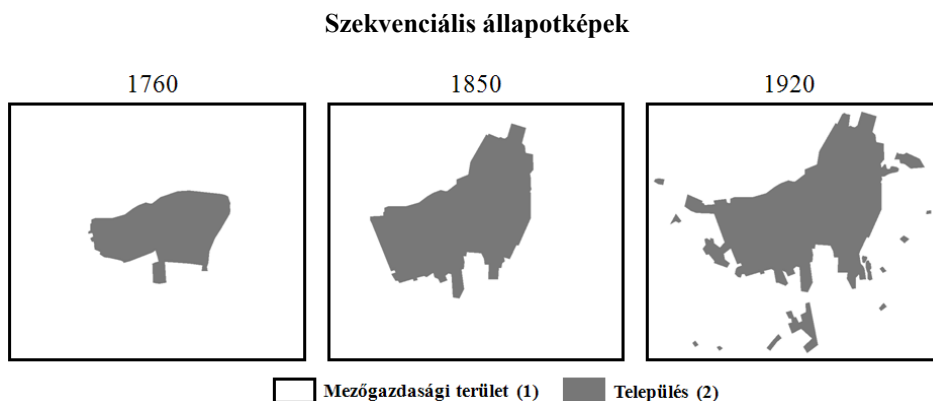 Szekvenciális állapotképek
1760 1850 1920
Mezőgazdasági terület (1) Település (2)